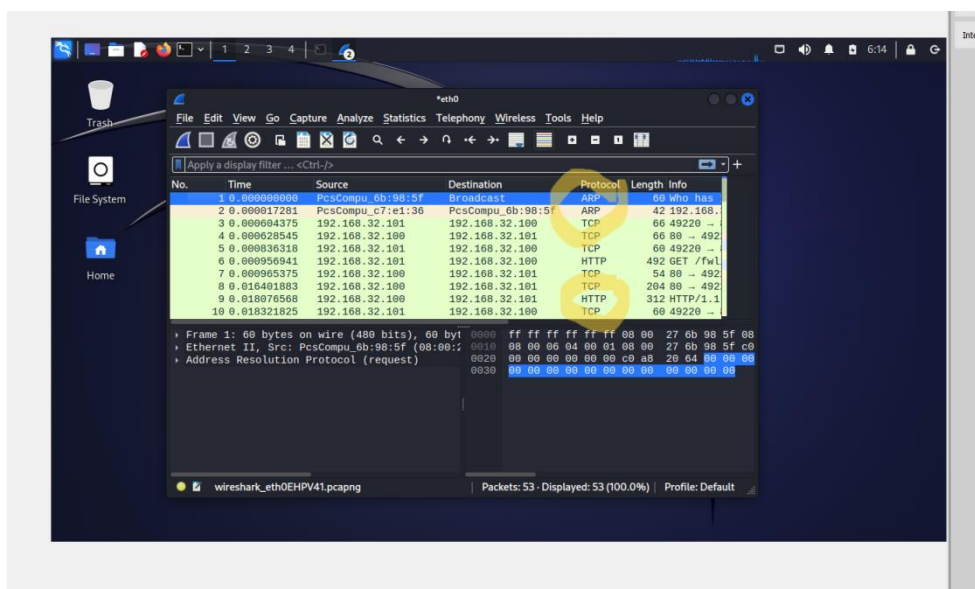 Inte
1 2 3 4
2
6:14
Trash
File System
Home
*eth0
File Edit View Go Capture Analyze Statistics Telephony Wireless Tools Help
Apply a display filter ... <Ctrl-/>
No. Time Source Destination Protocol Length Info
1 0.000000000 PcsCompu_6b:98:5f Broadcast ARP 60 Who has
2 0.000017281 PcsCompu_c7:e1:36 PcsCompu_6b:98:5f ARP 42 192.168.
3 0.000604375 192.168.32.101 192.168.32.100 TCP 66 49220 →
4 0.000628545 192.168.32.100 192.168.32.101 TCP 66 80 → 492
5 0.000836318 192.168.32.101 192.168.32.100 TCP 60 49220 →
6 0.000956941 192.168.32.101 192.168.32.100 HTTP 492 GET /fwl
7 0.000965375 192.168.32.100 192.168.32.101 TCP 54 80 → 492
8 0.016401883 192.168.32.100 192.168.32.101 TCP 204 80 → 492
9 0.018076568 192.168.32.100 192.168.32.101 HTTP 312 HTTP/1.1
10 0.018321825 192.168.32.101 192.168.32.100 TCP 60 49220 →
Frame 1: 60 bytes on wire (480 bits), 60 byt
Ethernet II, Src: PcsCompu_6b:98:5f (08:00:2
Address Resolution Protocol (request)
0000 ff ff ff ff ff ff 08 00 27 6b 98 5f 08
0010 08 00 06 04 00 01 08 00 27 6b 98 5f c0
0020 00 00 00 00 00 00 c0 a8 20 64 00 00 00
0030 00 00 00 00 00 00 00 00 00 00 00 00
wireshark_eth0EHPV41.pcapng
Packets: 53 · Displayed: 53 (100.0%)
Profile: Default